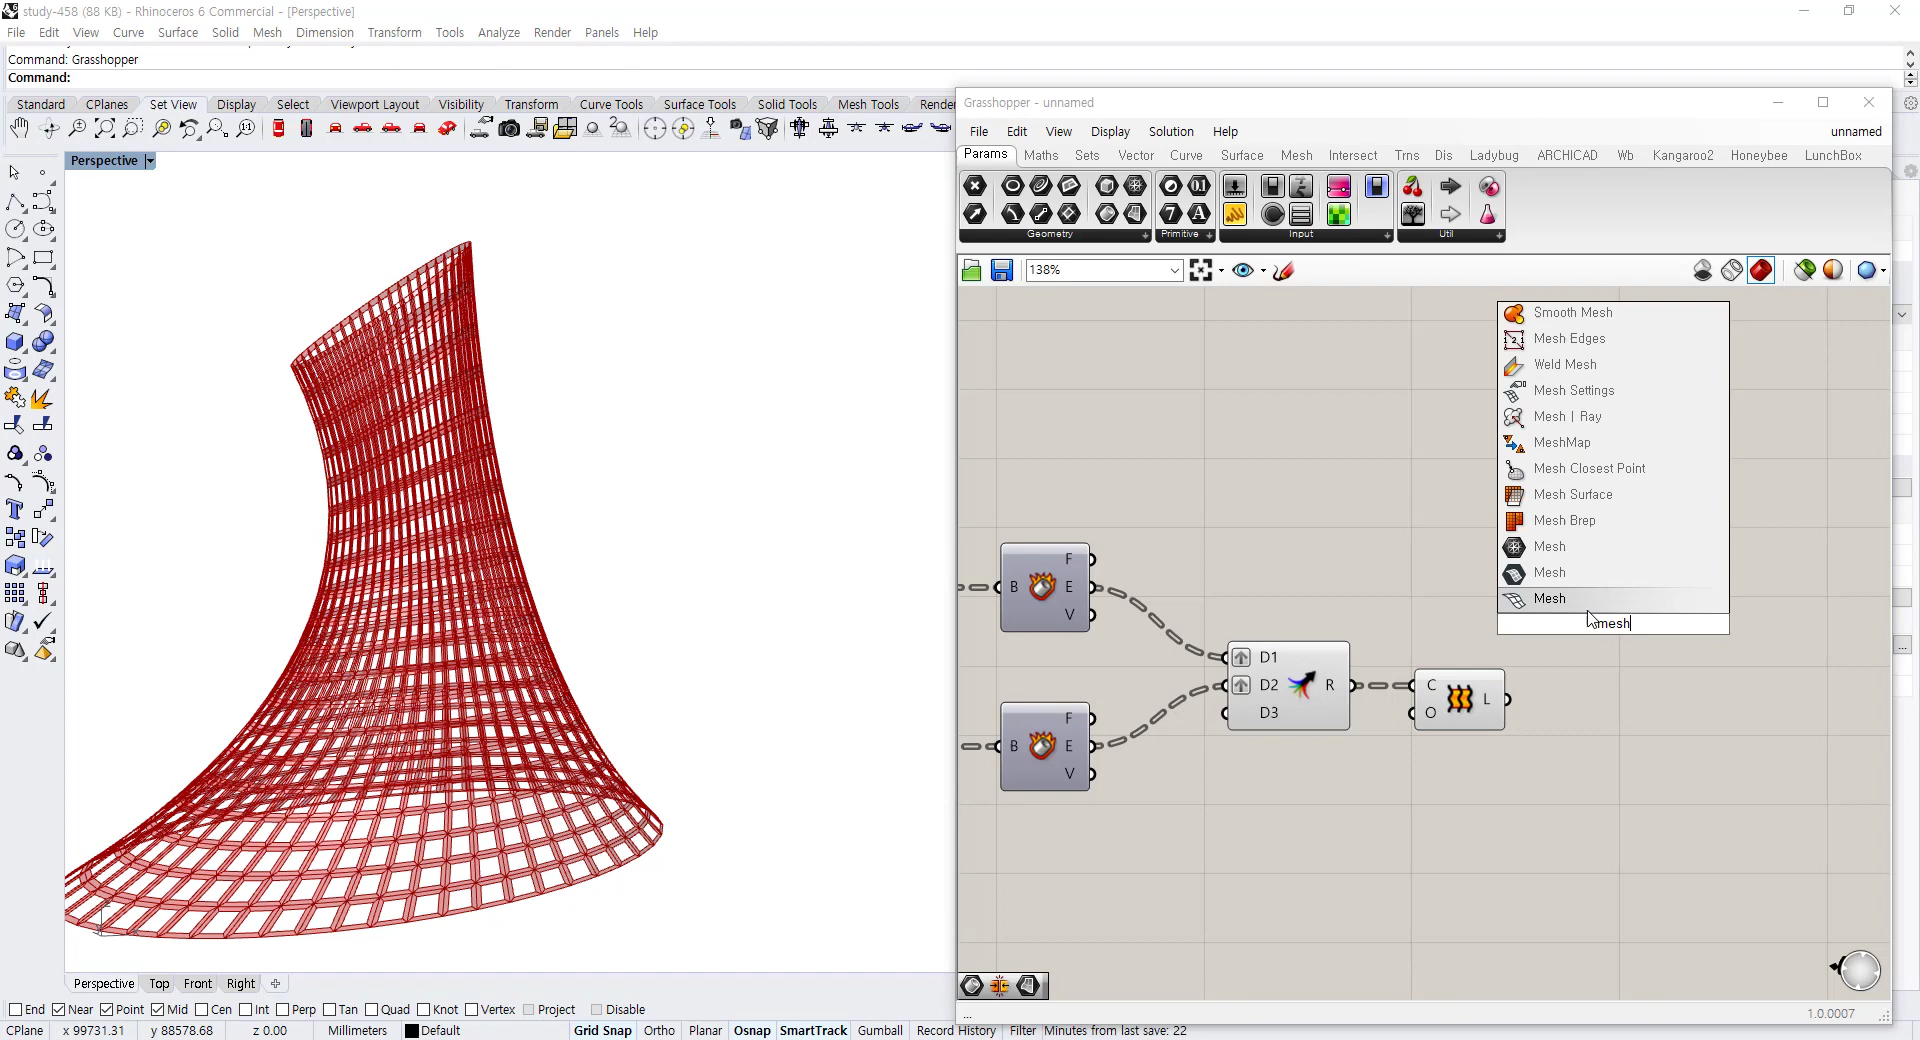 study-458 (88 KB) - Rhinoceros 6 Commercial - [Perspective]
File Edit View Curve Surface Solid Mesh Dimension Transform Tools Analyze Render Panels Help
Command: Grasshopper
Command:
Standard CPlanes Set View Display Select Viewport Layout Visibility Transform Curve Tools Surface Tools Solid Tools Mesh Tools Render
Perspective
Grasshopper - unnamed
File Edit View Display Solution Help unnamed
Params Maths Sets Vector Curve Surface Mesh Intersect Trns Dis Ladybug ARCHICAD Wb Kangaroo2 Honeybee LunchBox
Geometry Primitive Input Util
138%
Smooth Mesh
Mesh Edges
Weld Mesh
Mesh Settings
Mesh | Ray
MeshMap
Mesh Closest Point
Mesh Surface
Mesh Brep
Mesh
Mesh
Mesh
mesh
F
B E
V
D1
D2 R
D3
C L
O
F
B E
V
Perspective Top Front Right
End Near Point Mid Cen Int Perp Tan Quad Knot Vertex Project Disable
... 1.0.0007
CPlane x 99731.31 y 88578.68 z 0.00 Millimeters Default Grid Snap Ortho Planar Osnap SmartTrack Gumball Record History Filter Minutes from last save: 22